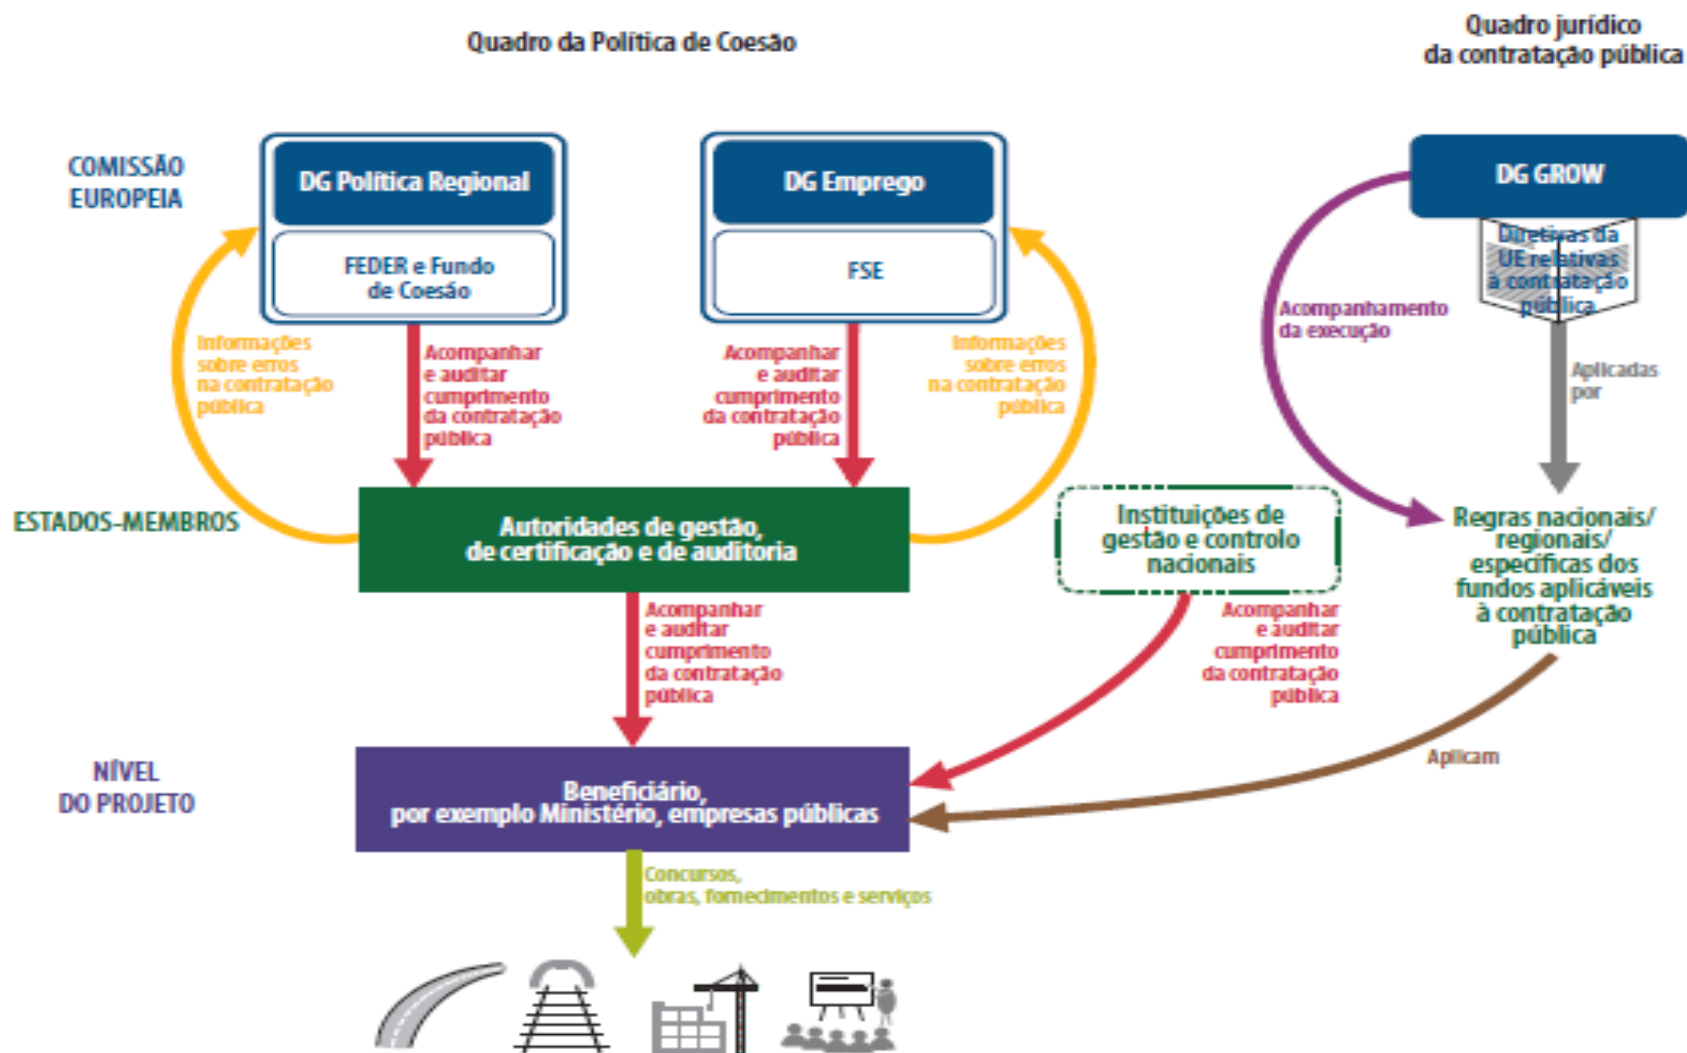 Quadro da Política de Coesão
Quadro jurídico
da contratação pública
COMISSÃO
EUROPEIA
DG Política Regional
FEDER e Fundo
de Coesão
DG Emprego
FSE
DG GROW
Diretivas da
UE relativas
à contratação
pública
Informações
sobre erros
na contratação
pública
Acompanhar
e auditar
cumprimento
da contratação
pública
Acompanhar
e auditar
cumprimento
da contratação
pública
Informações
sobre erros
na contratação
pública
Acompanhamento
da execução
Aplicadas
por
ESTADOS-MEMBROS
Autoridades de gestão,
de certificação e de auditoria
Instituições de
gestão e controlo
nacionais
Regras nacionais/
regionais/
específicas dos
fundos aplicáveis
à contratação
pública
Acompanhar
e auditar
cumprimento
da contratação
pública
Acompanhar
e auditar
cumprimento
da contratação
pública
Aplicam
NÍVEL
DO PROJETO
Beneficiário,
por exemplo Ministério, empresas públicas
Concursos,
obras, fornecimentos e serviços